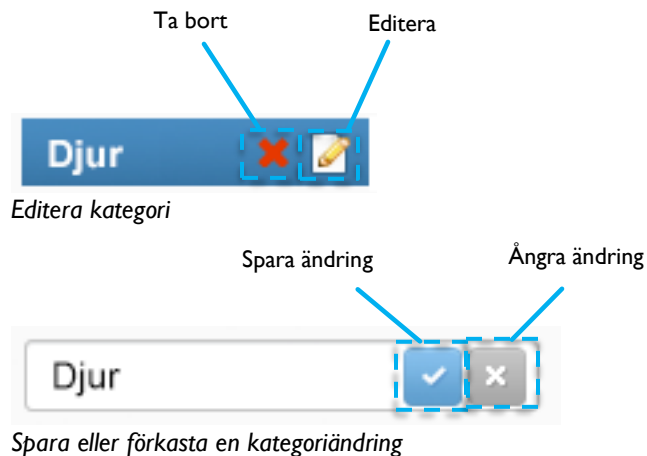 Ta bort
Editera
Djur
Editera kategori
Spara ändring
Ångra ändring
Djur
Spara eller förkasta en kategoriändring